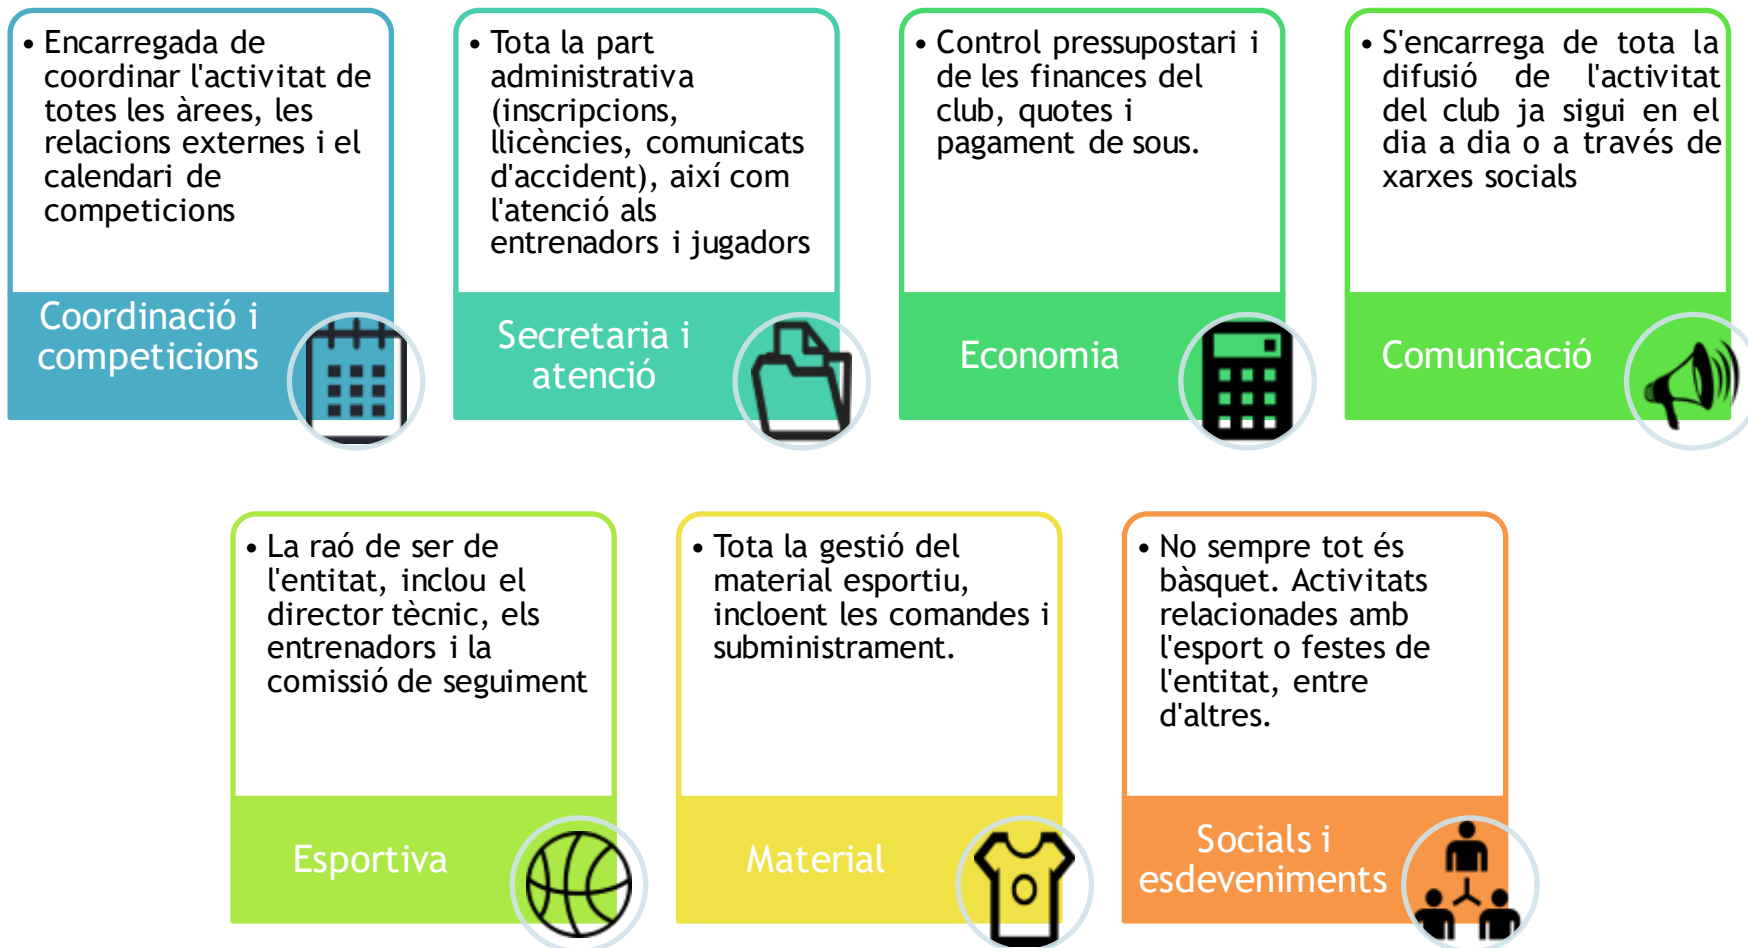 • Encarregada de
coordinar l'activitat de
totes les àrees, les
relacions externes i el
calendari de
competicions
Coordinació i
competicions
• Tota la part
administrativa
(inscripcions,
llicències, comunicats
d'accident), així com
l'atenció als
entrenadors i jugadors
Secretaria i
atenció
• Control pressupostari i
de les finances del
club, quotes i
pagament de sous.
Economia
• S'encarrega de tota la
difusió de l'activitat
del club ja sigui en el
dia a dia o a través de
xarxes socials
Comunicació
• La raó de ser de
l'entitat, inclou el
director tècnic, els
entrenadors i la
comissió de seguiment
Esportiva
• Tota la gestió del
material esportiu,
incloent les comandes i
subministrament.
Material
• No sempre tot és
bàsquet. Activitats
relacionades amb
l'esport o festes de
l'entitat, entre
d'altres.
Socials i
esdeveniments